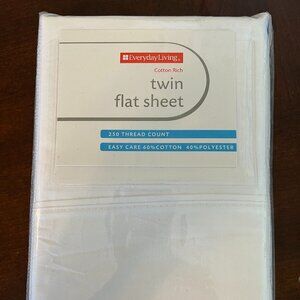 EverydayLiving®
Cotton Rich
twin
flat sheet
250 THREAD COUNT
EASY CARE 60%COTTON 40%POLYESTER